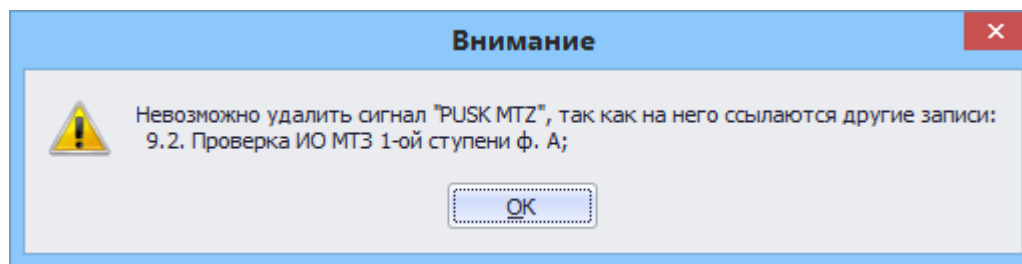 Внимание
Невозможно удалить сигнал "PUSK MTZ", так как на него ссылаются другие записи:
9.2. Проверка ИО МТЗ 1-ой ступени ф. А;
OK